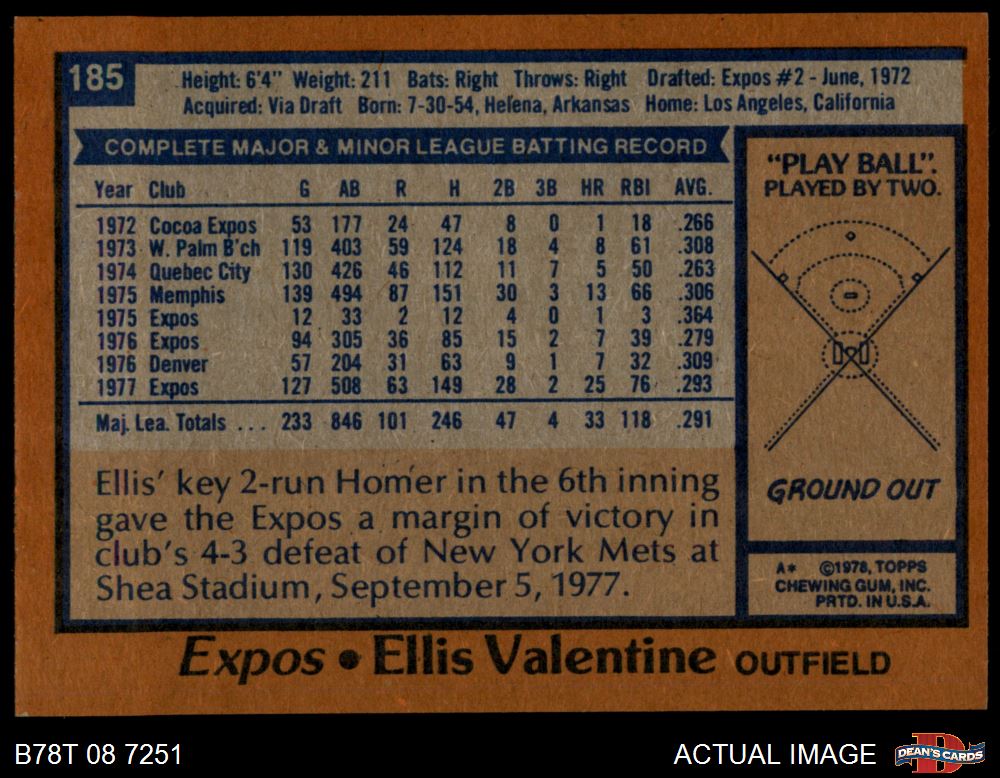 185
Height: 6'4" Weight: 211 Bats: Right Throws: Right Drafted: Expos #2 - June, 1972
Acquired: Via Draft Born: 7-30-54, Helena, Arkansas Home: Los Angeles, California
COMPLETE MAJOR & MINOR LEAGUE BATTING RECORD
Year Club G AB R H 2B 3B HR RBI AVG.
1972 Cocoa Expos 53 177 24 47 8 0 1 18 .266
1973 W. Palm B'ch 119 403 59 124 18 4 8 61 .308
1974 Quebec City 130 426 46 112 11 7 5 50 .263
1975 Memphis 139 494 87 151 30 3 13 66 .306
1975 Expos 12 33 2 12 4 0 1 3 .364
1976 Expos 94 305 36 85 15 2 7 39 .279
1976 Denver 57 204 31 63 9 1 7 32 .309
1977 Expos 127 508 63 149 28 2 25 76 .293
Maj. Lea. Totals ... 233 846 101 246 47 4 33 118 .291
Ellis' key 2-run Homer in the 6th inning
gave the Expos a margin of victory in
club's 4-3 defeat of New York Mets at
Shea Stadium, September 5, 1977.
"PLAY BALL":
PLAYED BY TWO.
GROUND OUT
A* ©1978, TOPPS
CHEWING GUM, INC.
PRTD. IN U.S.A.
Expos • Ellis Valentine OUTFIELD
B78T 08 7251
ACTUAL IMAGE
D
DEAN'S CARDS